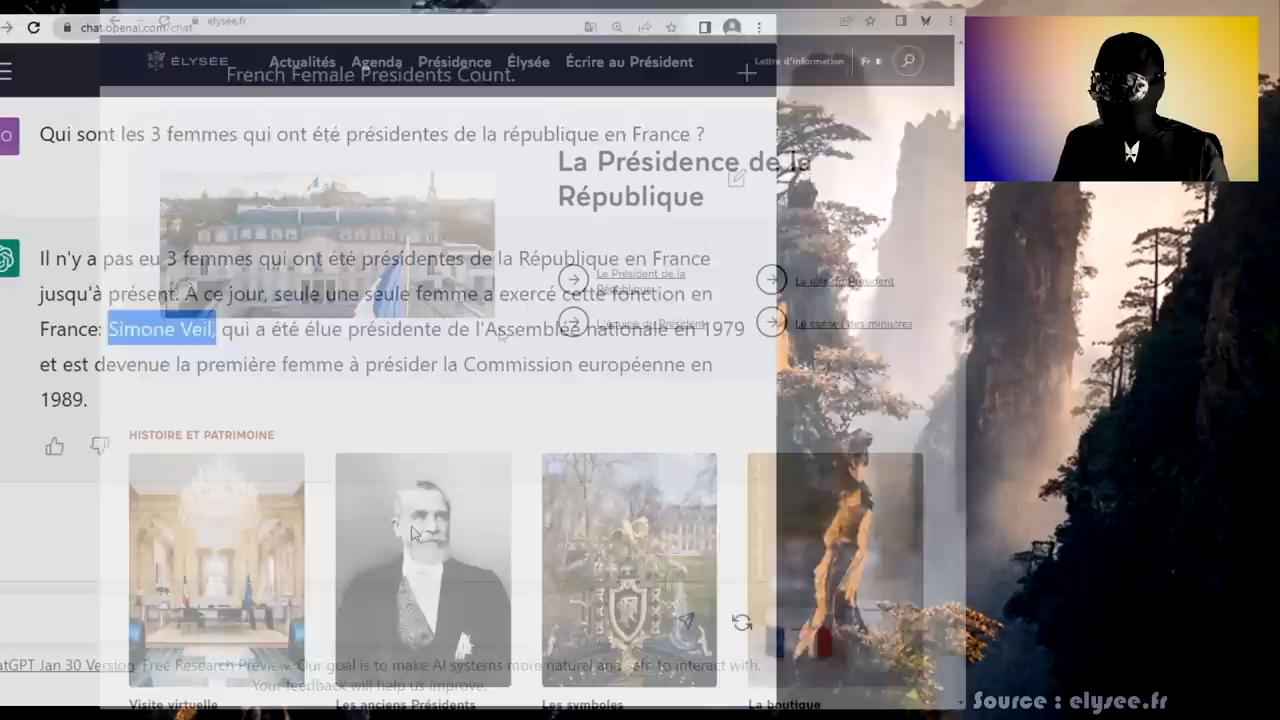 chat.openai.com/chat
elysee.fr
ÉLYSÉE
Actualités Agenda Présidence Élysée Écrire au Président
Lettre d'information Fr
French Female Presidents Count.
Qui sont les 3 femmes qui ont été présidentes de la république en France ?
La Présidence de la
République
Il n'y a pas eu 3 femmes qui ont été présidentes de la République en France
jusqu'à présent. À ce jour, seule une seule femme a exercé cette fonction en
France: Simone Veil, qui a été élue présidente de l'Assemblée nationale en 1979
et est devenue la première femme à présider la Commission européenne en
1989.
Le Président de la
République
Le rôle du Président
Le conseil des ministres
HISTOIRE ET PATRIMOINE
atGPT Jan 30 Version. Free Research Preview. Our goal is to make AI systems more natural and safe to interact with.
Your feedback will help us improve.
Visite virtuelle
Les anciens Présidents
Les symboles
La boutique
Source : elysee.fr